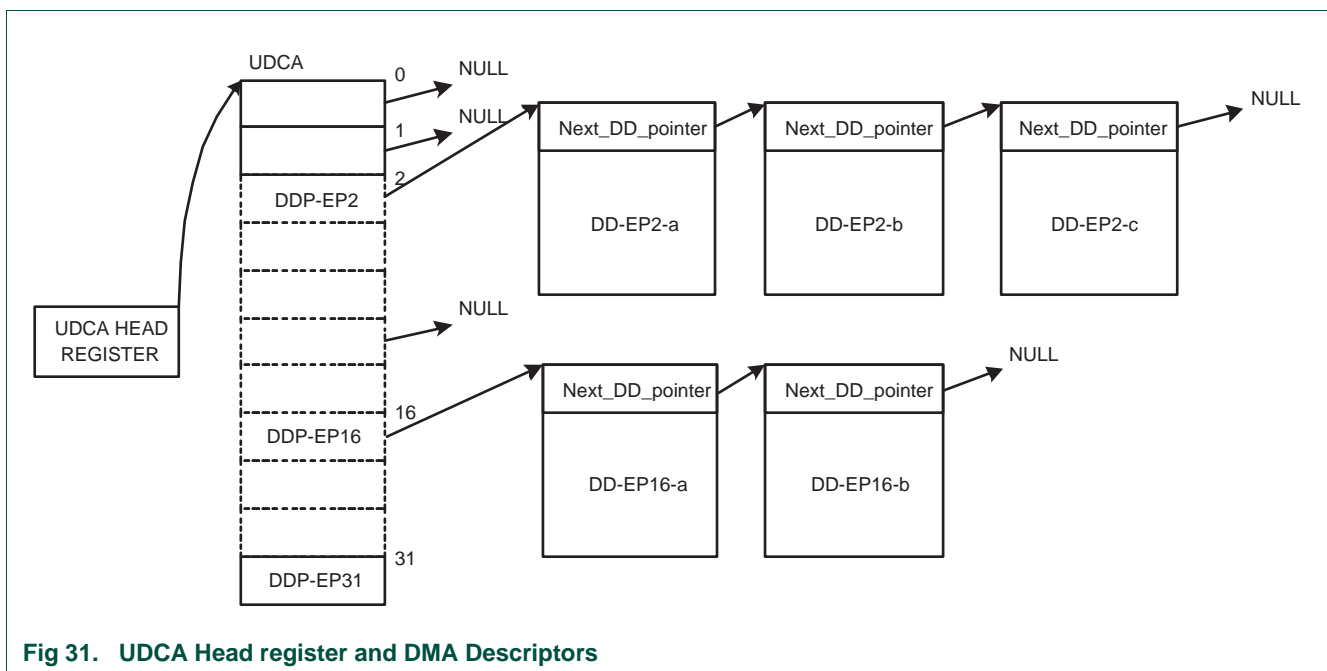 UDCA
0
NULL
1
NULL
2
NULL
Next_DD_pointer
Next_DD_pointer
Next_DD_pointer
DDP-EP2
DD-EP2-a
DD-EP2-b
DD-EP2-c
UDCA HEAD
REGISTER
NULL
NULL
16
Next_DD_pointer
Next_DD_pointer
DDP-EP16
DD-EP16-a
DD-EP16-b
31
DDP-EP31
Fig 31. UDCA Head register and DMA Descriptors